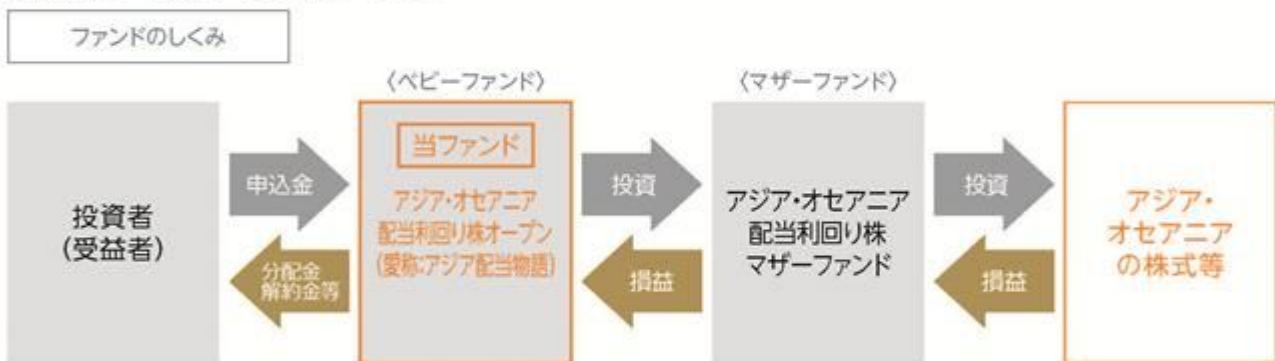 ファンドのしくみ
〈ベビーファンド〉
〈マザーファンド〉
投資者
(受益者)
申込金
分配金
解約金等
当ファンド
アジア・オセアニア
配当利回り株オープン
(愛称:アジア配当物語)
投資
損益
アジア・オセアニア
配当利回り株
マザーファンド
投資
損益
アジア・
オセアニア
の株式等